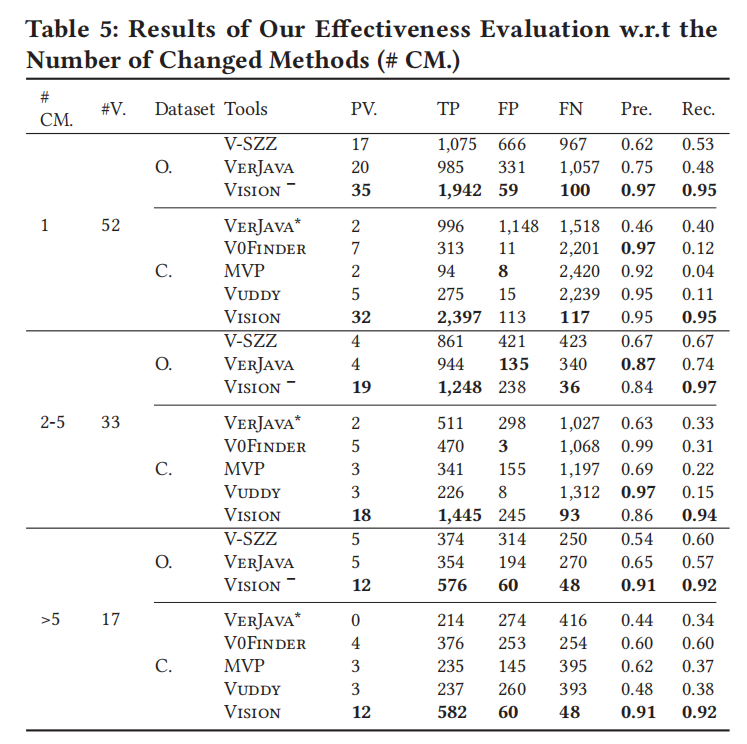 Table 5: Results of Our Effectiveness Evaluation w.r.t the
Number of Changed Methods (# CM.)
# CM. #V. Dataset Tools PV. TP FP FN Pre. Rec.
V-SZZ 17 1,075 666 967 0.62 0.53
O. VerJava 20 985 331 1,057 0.75 0.48
Vision⁻ 35 1,942 59 100 0.97 0.95
1 52 VerJava* 2 996 1,148 1,518 0.46 0.40
V0Finder 7 313 11 2,201 0.97 0.12
C. MVP 2 94 8 2,420 0.92 0.04
Vuddy 5 275 15 2,239 0.95 0.11
Vision 32 2,397 113 117 0.95 0.95
V-SZZ 4 861 421 423 0.67 0.67
O. VerJava 4 944 135 340 0.87 0.74
Vision⁻ 19 1,248 238 36 0.84 0.97
2-5 33 VerJava* 2 511 298 1,027 0.63 0.33
V0Finder 5 470 3 1,068 0.99 0.31
C. MVP 3 341 155 1,197 0.69 0.22
Vuddy 3 226 8 1,312 0.97 0.15
Vision 18 1,445 245 93 0.86 0.94
V-SZZ 5 374 314 250 0.54 0.60
O. VerJava 5 354 194 270 0.65 0.57
Vision⁻ 12 576 60 48 0.91 0.92
>5 17 VerJava* 0 214 274 416 0.44 0.34
V0Finder 4 376 253 254 0.60 0.60
C. MVP 3 235 145 395 0.62 0.37
Vuddy 3 237 260 393 0.48 0.38
Vision 12 582 60 48 0.91 0.92